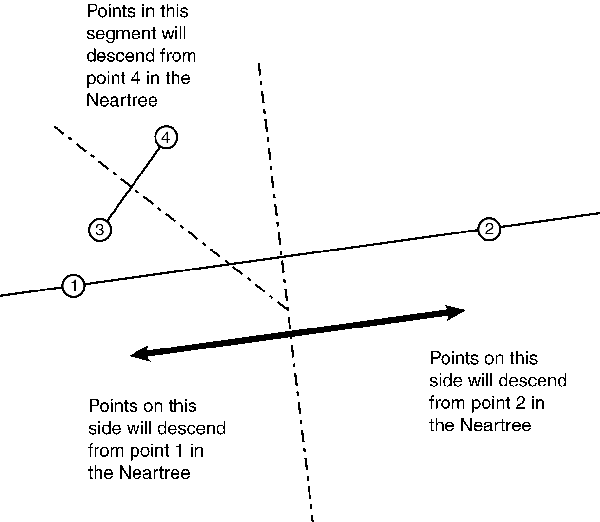 Points in this
segment will
descend from
point 4 in the
Neartree
4
3
2
1
Points on this
side will descend
from point 2 in
the Neartree
Points on this
side will descend
from point 1 in
the Neartree